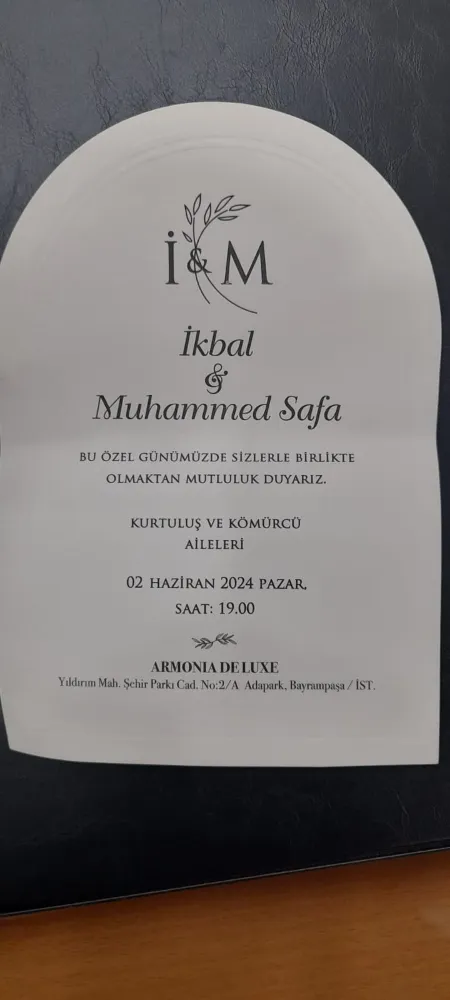 İ & M
İkbal
&
Muhammed Safa
BU ÖZEL GÜNÜMÜZDE SİZLERLE BİRLİKTE
OLMAKTAN MUTLULUK DUYARIZ.
KURTULUŞ VE KÖMÜRCÜ
AİLELERİ
02 HAZİRAN 2024 PAZAR,
SAAT: 19.00
ARMONIA DE LUXE
Yıldırım Mah. Şehir Parkı Cad. No:2/A Adapark, Bayrampaşa / İST.